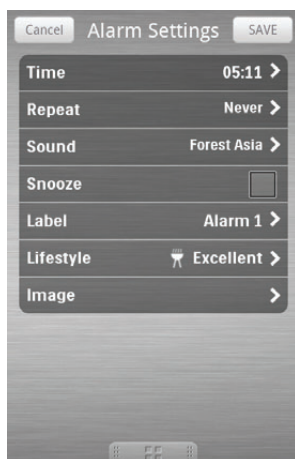 Cancel Alarm Settings SAVE
Time 05:11
Repeat Never
Sound Forest Asia
Snooze
Label Alarm 1
Lifestyle Excellent
Image